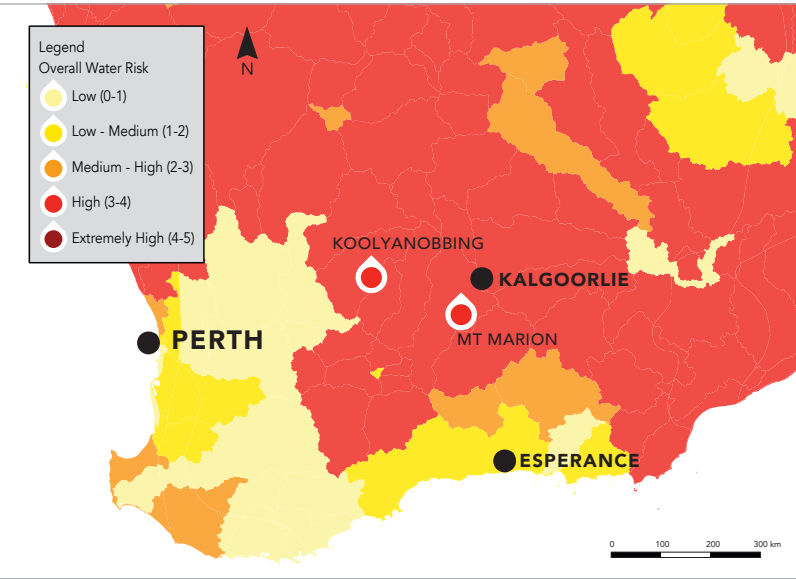 Legend
Overall Water Risk
Low (0-1)
Low - Medium (1-2)
Medium - High (2-3)
High (3-4)
Extremely High (4-5)
N
KOOLYANOBBING
KALGOORLIE
MT MARION
PERTH
ESPERANCE
0 100 200 300 km